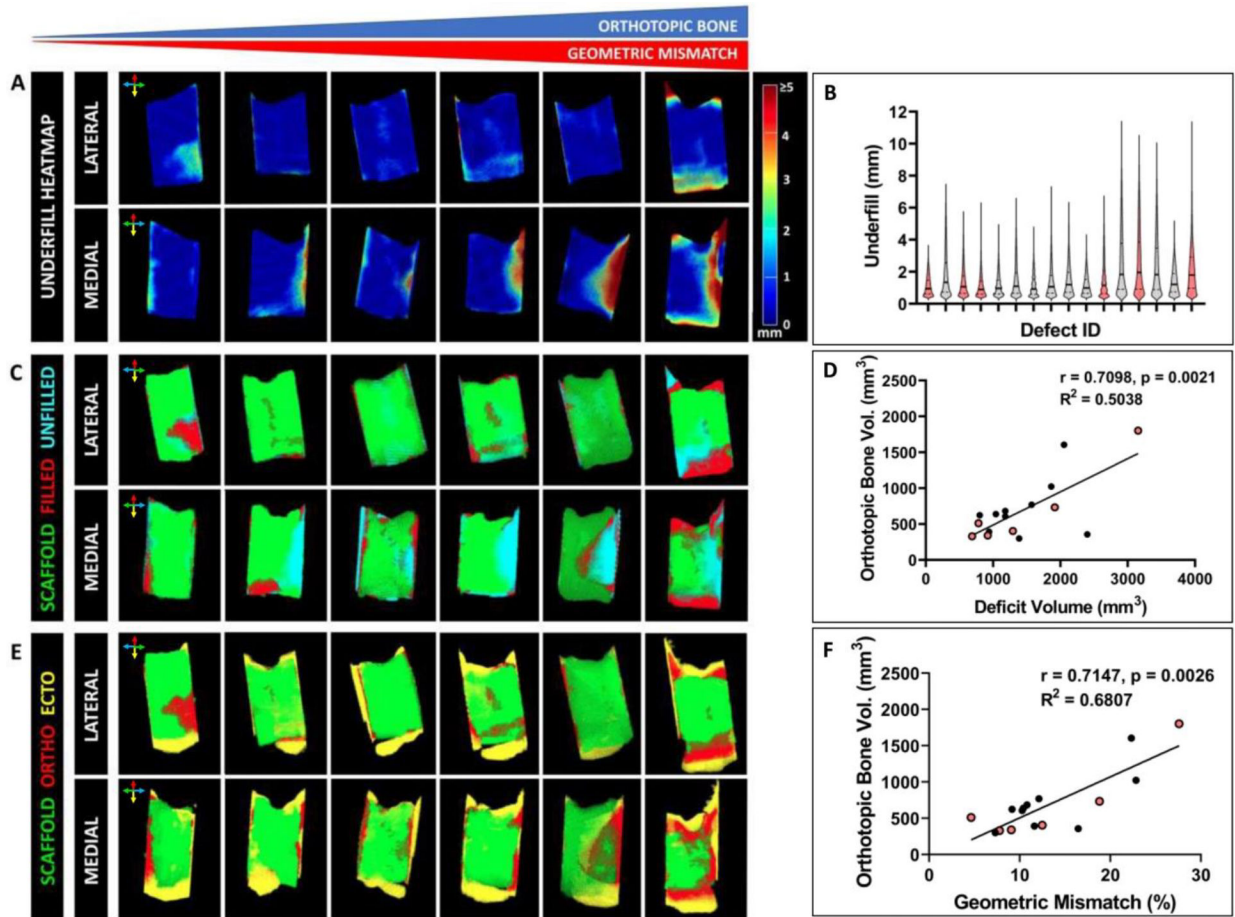 ORTHOTOPIC BONE
GEOMETRIC MISMATCH
A
UNDERFILL HEATMAP
LATERAL
MEDIAL
≥5
4
3
2
1
0
mm
B
Underfill (mm)
12
10
8
6
4
2
0
Defect ID
C
SCAFFOLD FILLED UNFILLED
LATERAL
MEDIAL
D
Orthotopic Bone Vol. (mm³)
2500
2000
1500
1000
500
0
r = 0.7098, p = 0.0021
R² = 0.5038
0 1000 2000 3000 4000
Deficit Volume (mm³)
E
SCAFFOLD ORTHO ECTO
LATERAL
MEDIAL
F
Orthotopic Bone Vol. (mm³)
2500
2000
1500
1000
500
0
r = 0.7147, p = 0.0026
R² = 0.6807
0 10 20 30
Geometric Mismatch (%)